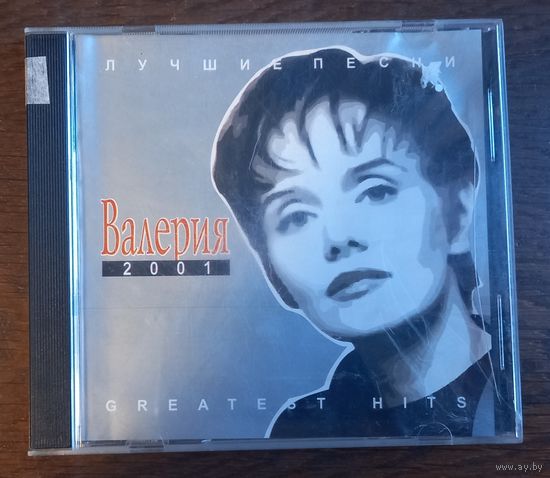 ЛУЧШИЕ ПЕСНИ
Валерия
2001
GREATEST HITS
www.ay.by